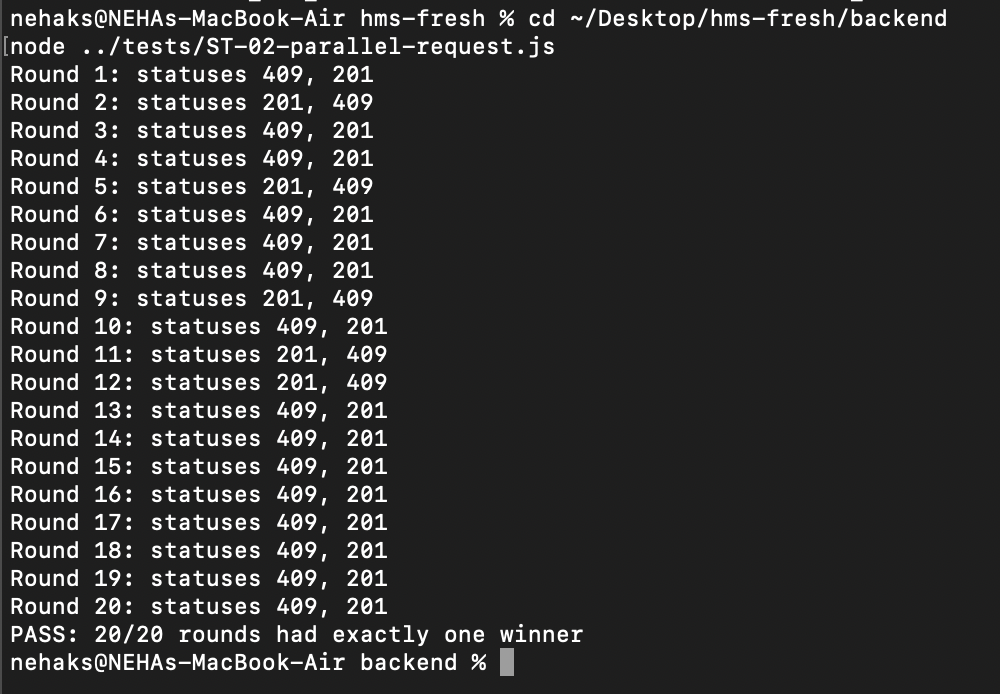 nehaks@NEHAs-MacBook-Air hms-fresh % cd ~/Desktop/hms-fresh/backend
[node ../tests/ST-02-parallel-request.js
Round 1: statuses 409, 201
Round 2: statuses 201, 409
Round 3: statuses 409, 201
Round 4: statuses 409, 201
Round 5: statuses 201, 409
Round 6: statuses 409, 201
Round 7: statuses 409, 201
Round 8: statuses 409, 201
Round 9: statuses 201, 409
Round 10: statuses 409, 201
Round 11: statuses 201, 409
Round 12: statuses 201, 409
Round 13: statuses 409, 201
Round 14: statuses 409, 201
Round 15: statuses 409, 201
Round 16: statuses 409, 201
Round 17: statuses 409, 201
Round 18: statuses 409, 201
Round 19: statuses 409, 201
Round 20: statuses 409, 201
PASS: 20/20 rounds had exactly one winner
nehaks@NEHAs-MacBook-Air backend %